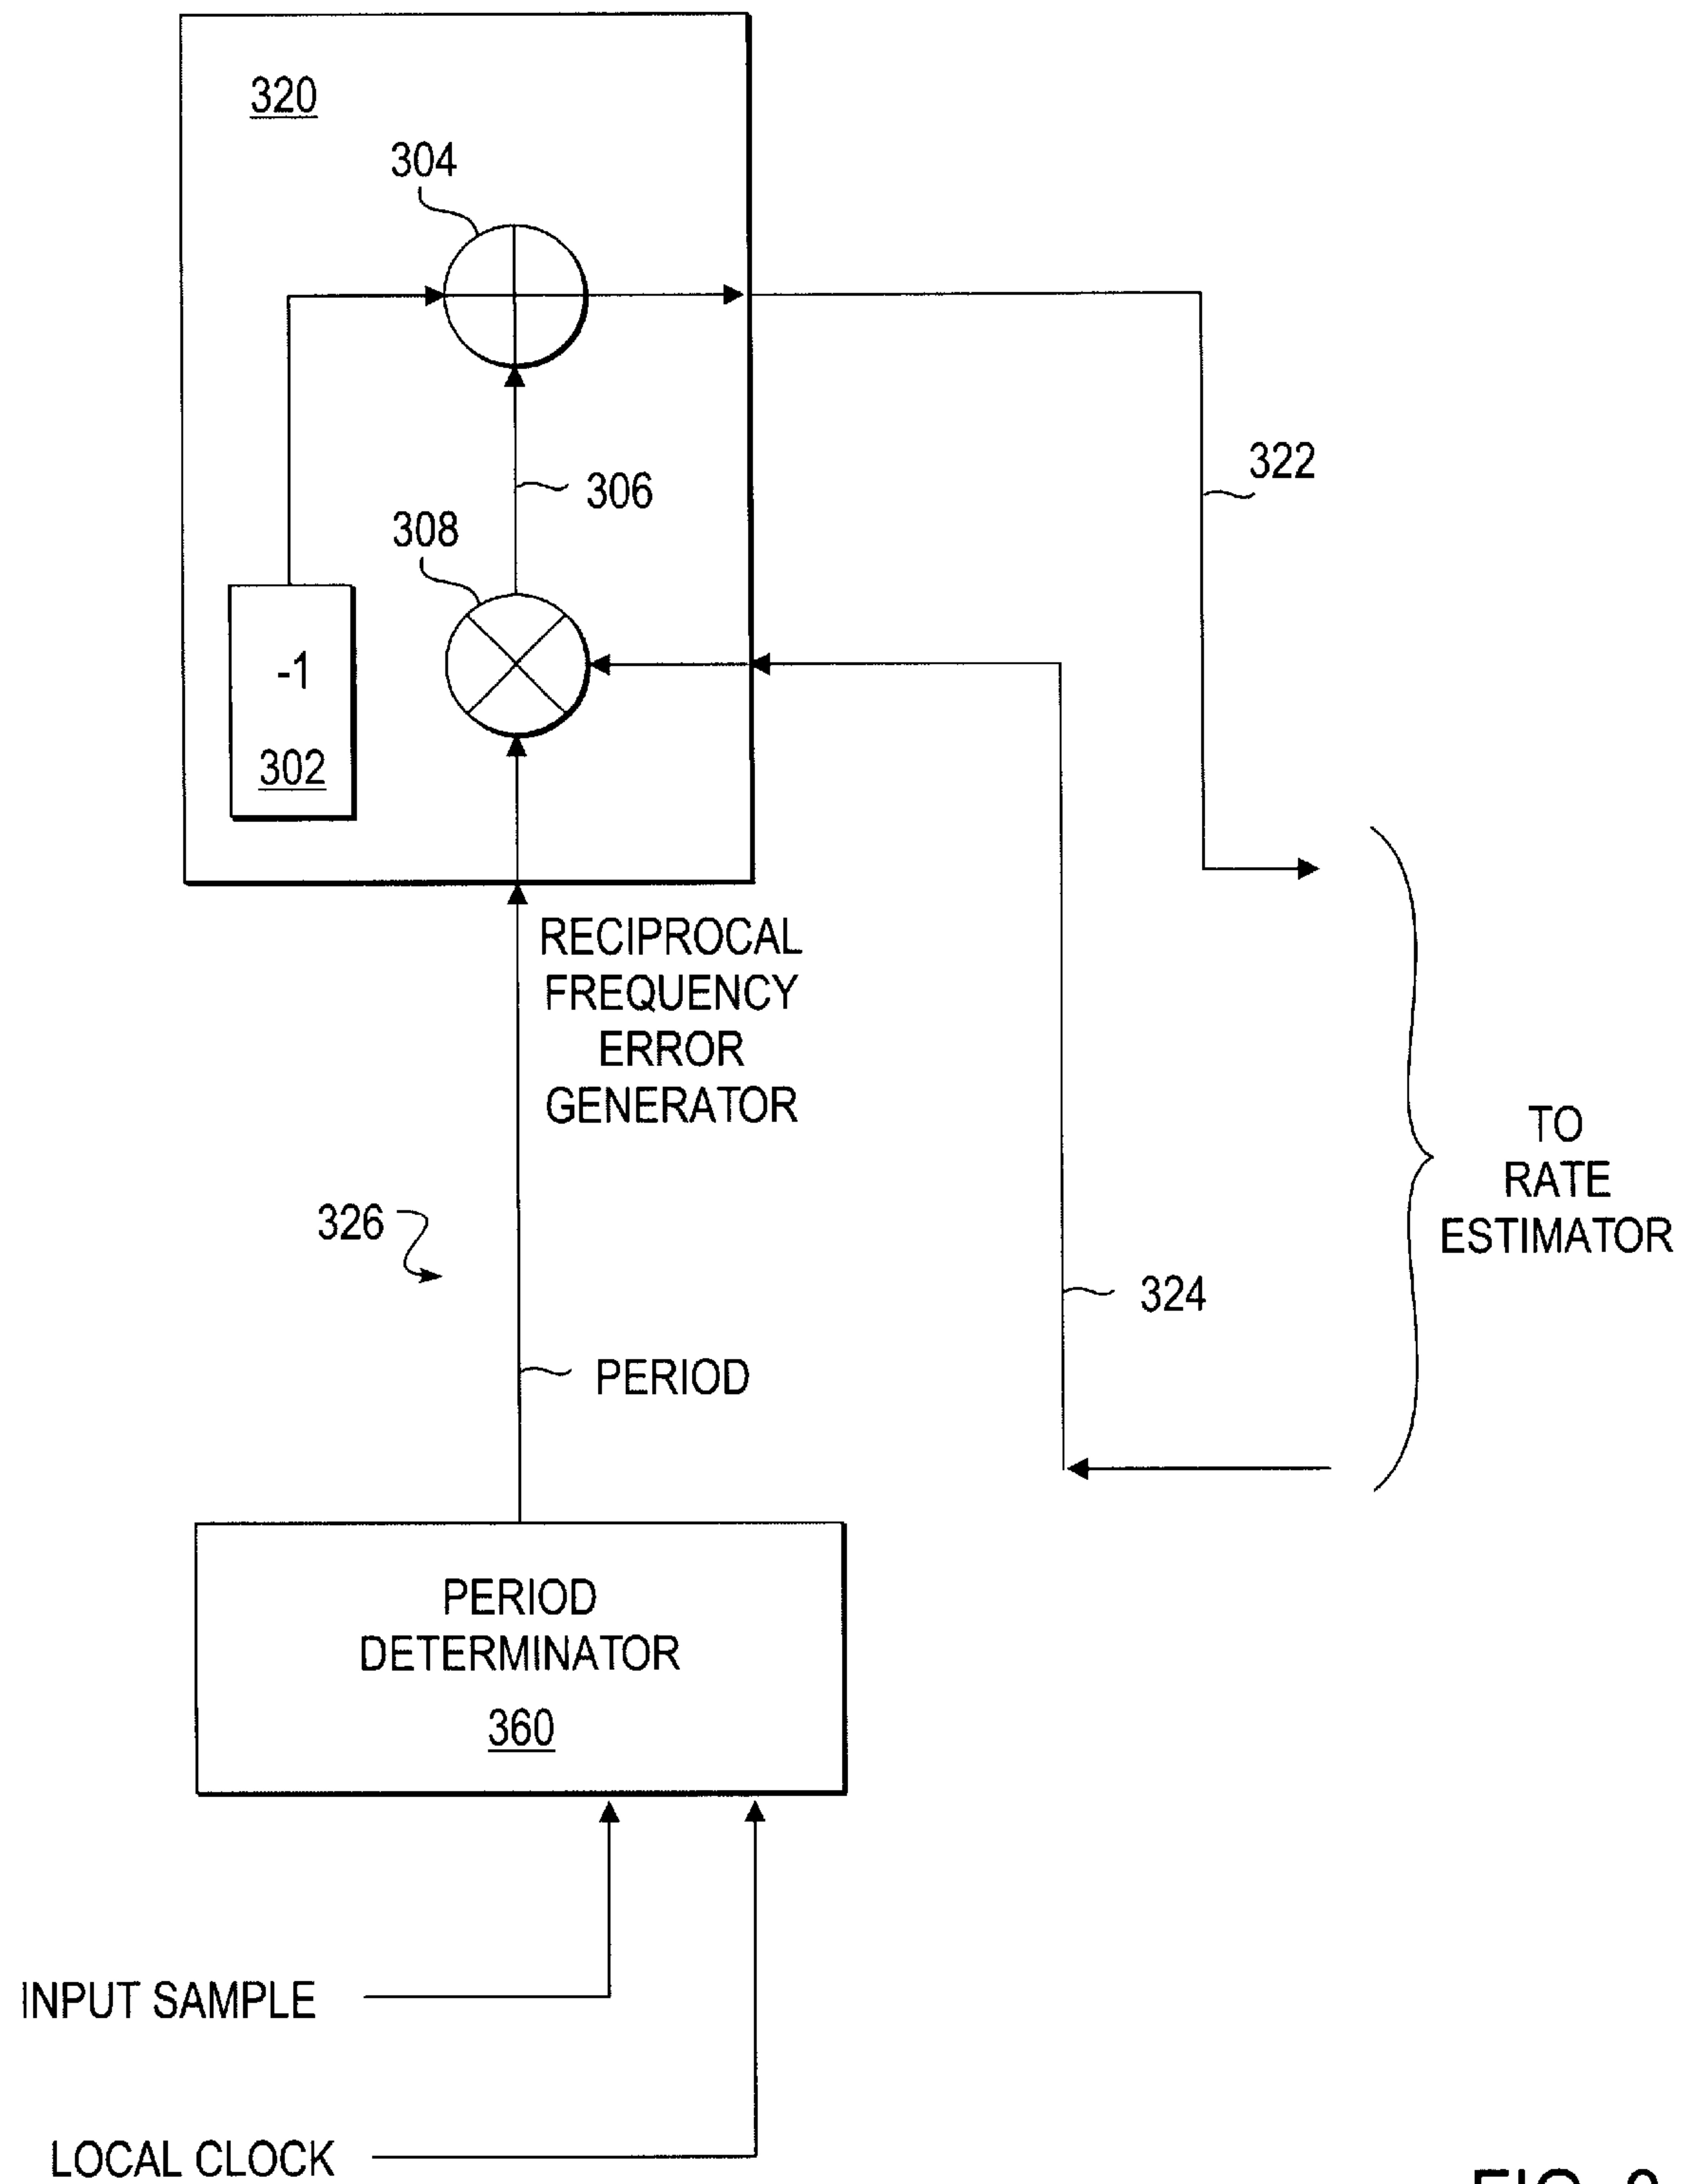 320
304
322
306
308
-1
302
RECIPROCAL
FREQUENCY
ERROR
GENERATOR
TO
RATE
ESTIMATOR
326
324
PERIOD
PERIOD
DETERMINATOR
360
INPUT SAMPLE
LOCAL CLOCK